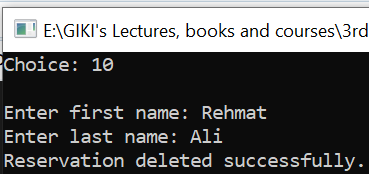 E:\GIKI's Lectures, books and courses\3rd
Choice: 10
Enter first name: Rehmat
Enter last name: Ali
Reservation deleted successfully.